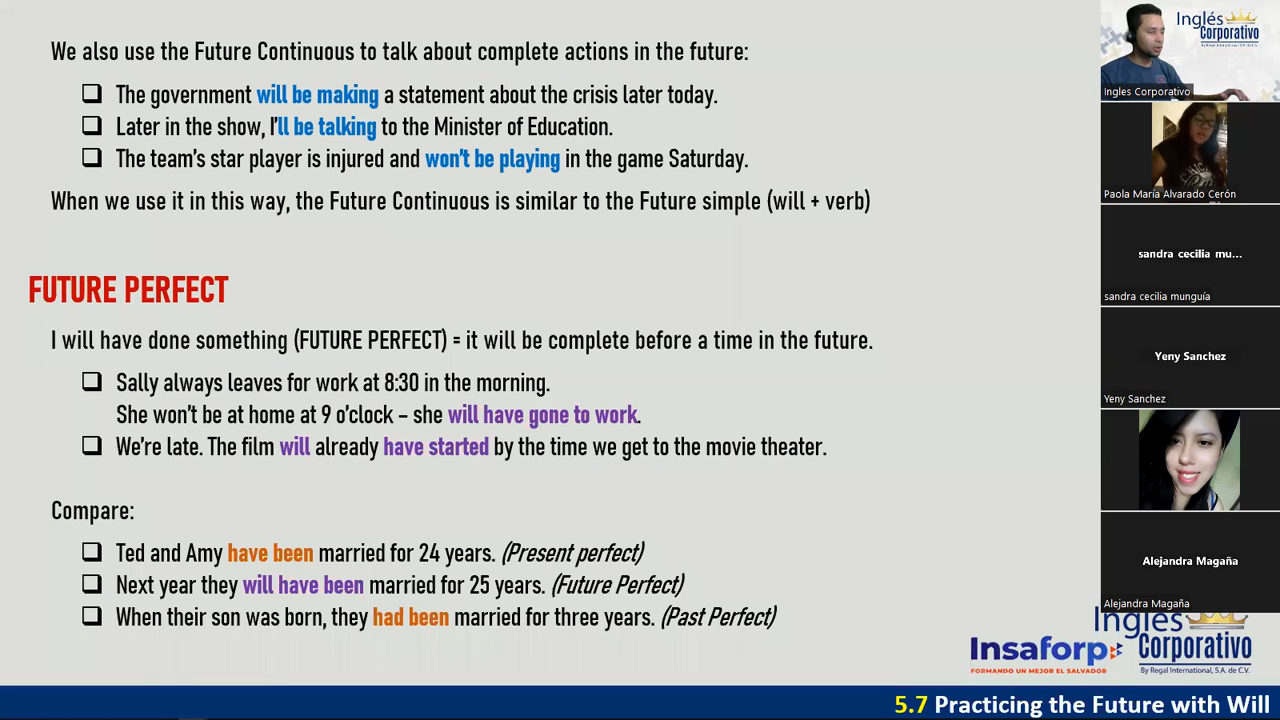 We also use the Future Continuous to talk about complete actions in the future:
❑ The government will be making a statement about the crisis later today.
❑ Later in the show, I'll be talking to the Minister of Education.
❑ The team's star player is injured and won't be playing in the game Saturday.
When we use it in this way, the Future Continuous is similar to the Future simple (will + verb)
FUTURE PERFECT
I will have done something (FUTURE PERFECT) = it will be complete before a time in the future.
❑ Sally always leaves for work at 8:30 in the morning.
She won't be at home at 9 o'clock – she will have gone to work.
❑ We're late. The film will already have started by the time we get to the movie theater.
Compare:
❑ Ted and Amy have been married for 24 years. (Present perfect)
❑ Next year they will have been married for 25 years. (Future Perfect)
❑ When their son was born, they had been married for three years. (Past Perfect)
Inglés
Corporativo
By Regal International, S.A. de C.V.
Ingles Corporativo
Paola María Alvarado Cerón
sandra cecilia mu...
sandra cecilia munguía
Yeny Sanchez
Yeny Sanchez
Alejandra Magaña
Alejandra Magaña
Insaforp
FORMANDO UN MEJOR EL SALVADOR
Inglés
Corporativo
By Regal International, S.A. de C.V.
5.7 Practicing the Future with Will